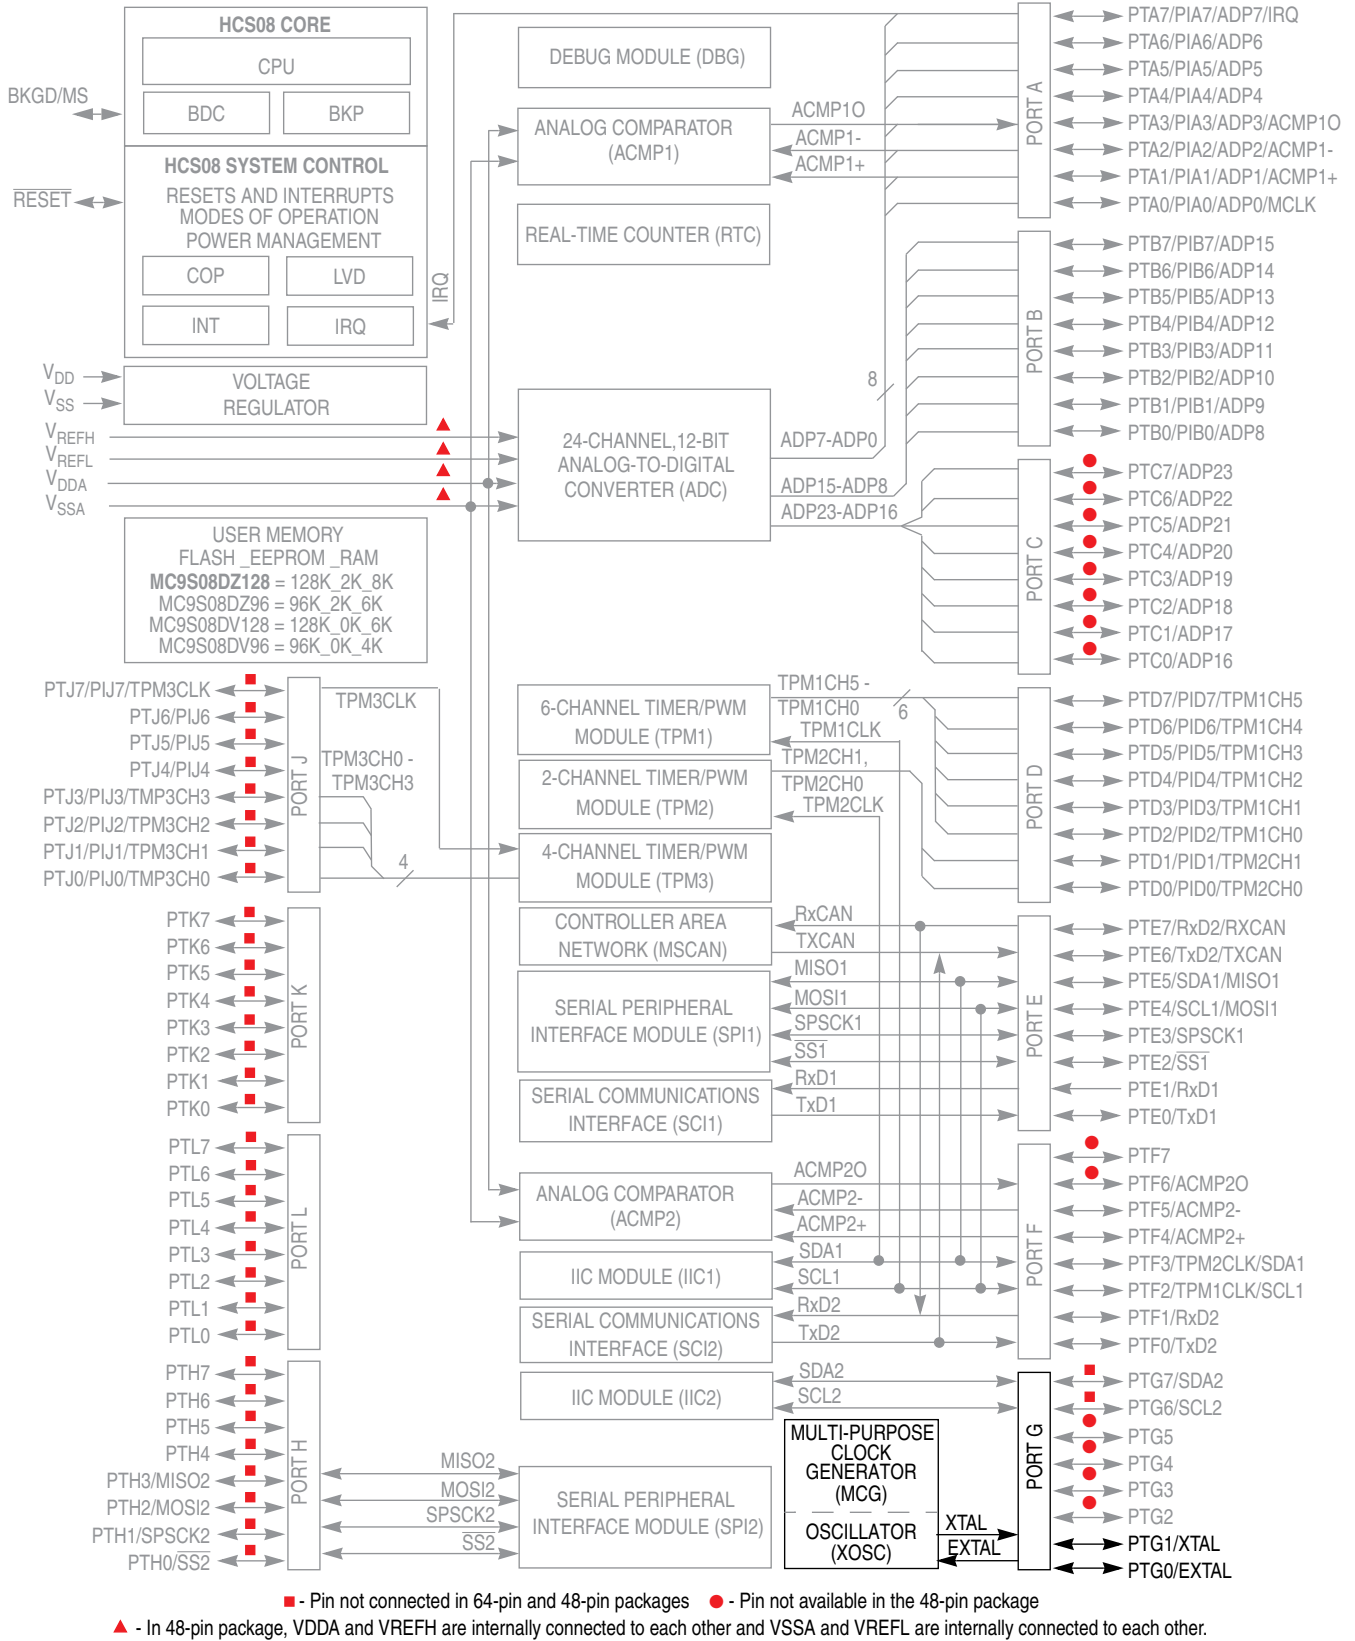 HCS08 CORE
CPU
BDC
BKP
BKGD/MS
HCS08 SYSTEM CONTROL
RESETS AND INTERRUPTS
MODES OF OPERATION
POWER MANAGEMENT
COP
LVD
INT
IRQ
RESET
IRQ
VDD
VSS
VOLTAGE
REGULATOR
VREFH
VREFL
VDDA
VSSA
USER MEMORY
FLASH _EEPROM _RAM
MC9S08DZ128 = 128K_2K_8K
MC9S08DZ96 = 96K_2K_6K
MC9S08DV128 = 128K_0K_6K
MC9S08DV96 = 96K_0K_4K
DEBUG MODULE (DBG)
ANALOG COMPARATOR
(ACMP1)
ACMP1O
ACMP1-
ACMP1+
REAL-TIME COUNTER (RTC)
24-CHANNEL,12-BIT
ANALOG-TO-DIGITAL
CONVERTER (ADC)
8
ADP7-ADP0
ADP15-ADP8
ADP23-ADP16
PORT A
PTA7/PIA7/ADP7/IRQ
PTA6/PIA6/ADP6
PTA5/PIA5/ADP5
PTA4/PIA4/ADP4
PTA3/PIA3/ADP3/ACMP1O
PTA2/PIA2/ADP2/ACMP1-
PTA1/PIA1/ADP1/ACMP1+
PTA0/PIA0/ADP0/MCLK
PORT B
PTB7/PIB7/ADP15
PTB6/PIB6/ADP14
PTB5/PIB5/ADP13
PTB4/PIB4/ADP12
PTB3/PIB3/ADP11
PTB2/PIB2/ADP10
PTB1/PIB1/ADP9
PTB0/PIB0/ADP8
PORT C
PTC7/ADP23
PTC6/ADP22
PTC5/ADP21
PTC4/ADP20
PTC3/ADP19
PTC2/ADP18
PTC1/ADP17
PTC0/ADP16
PTJ7/PIJ7/TPM3CLK
PTJ6/PIJ6
PTJ5/PIJ5
PTJ4/PIJ4
PTJ3/PIJ3/TMP3CH3
PTJ2/PIJ2/TPM3CH2
PTJ1/PIJ1/TPM3CH1
PTJ0/PIJ0/TMP3CH0
PORT J
TPM3CLK
TPM3CH0 -
TPM3CH3
4
6-CHANNEL TIMER/PWM
MODULE (TPM1)
TPM1CH5 -
TPM1CH0
6
TPM1CLK
2-CHANNEL TIMER/PWM
MODULE (TPM2)
TPM2CH1,
TPM2CH0
TPM2CLK
4-CHANNEL TIMER/PWM
MODULE (TPM3)
PORT D
PTD7/PID7/TPM1CH5
PTD6/PID6/TPM1CH4
PTD5/PID5/TPM1CH3
PTD4/PID4/TPM1CH2
PTD3/PID3/TPM1CH1
PTD2/PID2/TPM1CH0
PTD1/PID1/TPM2CH1
PTD0/PID0/TPM2CH0
PTK7
PTK6
PTK5
PTK4
PTK3
PTK2
PTK1
PTK0
PORT K
CONTROLLER AREA
NETWORK (MSCAN)
RxCAN
TXCAN
SERIAL PERIPHERAL
INTERFACE MODULE (SPI1)
MISO1
MOSI1
SPSCK1
SS1
SERIAL COMMUNICATIONS
INTERFACE (SCI1)
RxD1
TxD1
PORT E
PTE7/RxD2/RXCAN
PTE6/TxD2/TXCAN
PTE5/SDA1/MISO1
PTE4/SCL1/MOSI1
PTE3/SPSCK1
PTE2/SS1
PTE1/RxD1
PTE0/TxD1
PTL7
PTL6
PTL5
PTL4
PTL3
PTL2
PTL1
PTL0
PORT L
ANALOG COMPARATOR
(ACMP2)
ACMP2O
ACMP2-
ACMP2+
IIC MODULE (IIC1)
SDA1
SCL1
SERIAL COMMUNICATIONS
INTERFACE (SCI2)
RxD2
TxD2
PORT F
PTF7
PTF6/ACMP2O
PTF5/ACMP2-
PTF4/ACMP2+
PTF3/TPM2CLK/SDA1
PTF2/TPM1CLK/SCL1
PTF1/RxD2
PTF0/TxD2
PTH7
PTH6
PTH5
PTH4
PTH3/MISO2
PTH2/MOSI2
PTH1/SPSCK2
PTH0/SS2
PORT H
MISO2
MOSI2
SPSCK2
SS2
IIC MODULE (IIC2)
SDA2
SCL2
SERIAL PERIPHERAL
INTERFACE MODULE (SPI2)
MULTI-PURPOSE
CLOCK
GENERATOR
(MCG)
OSCILLATOR
(XOSC)
XTAL
EXTAL
PORT G
PTG7/SDA2
PTG6/SCL2
PTG5
PTG4
PTG3
PTG2
PTG1/XTAL
PTG0/EXTAL
- Pin not connected in 64-pin and 48-pin packages
- Pin not available in the 48-pin package
- In 48-pin package, VDDA and VREFH are internally connected to each other and VSSA and VREFL are internally connected to each other.